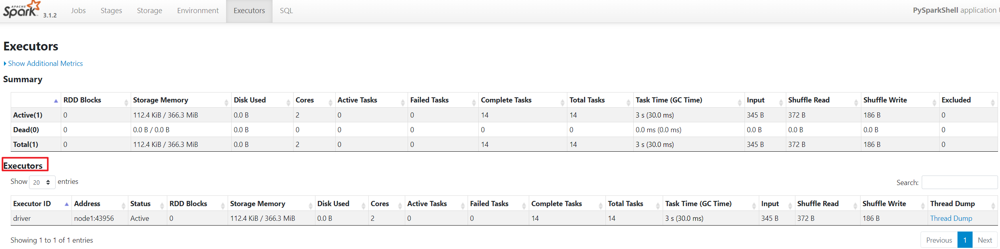 APACHE Spark 3.1.2 Jobs Stages Storage Environment Executors SQL PySparkShell application
Executors
Show Additional Metrics
Summary
RDD Blocks Storage Memory Disk Used Cores Active Tasks Failed Tasks Complete Tasks Total Tasks Task Time (GC Time) Input Shuffle Read Shuffle Write Excluded
Active(1) 0 112.4 KiB / 366.3 MiB 0.0 B 2 0 0 14 14 3 s (30.0 ms) 345 B 372 B 186 B 0
Dead(0) 0 0.0 B / 0.0 B 0.0 B 0 0 0 0 0 0.0 ms (0.0 ms) 0.0 B 0.0 B 0.0 B 0
Total(1) 0 112.4 KiB / 366.3 MiB 0.0 B 2 0 0 14 14 3 s (30.0 ms) 345 B 372 B 186 B 0
Executors
Show 20 entries Search:
Executor ID Address Status RDD Blocks Storage Memory Disk Used Cores Active Tasks Failed Tasks Complete Tasks Total Tasks Task Time (GC Time) Input Shuffle Read Shuffle Write Thread Dump
driver node1:43956 Active 0 112.4 KiB / 366.3 MiB 0.0 B 2 0 0 14 14 3 s (30.0 ms) 345 B 372 B 186 B Thread Dump
Showing 1 to 1 of 1 entries Previous 1 Next